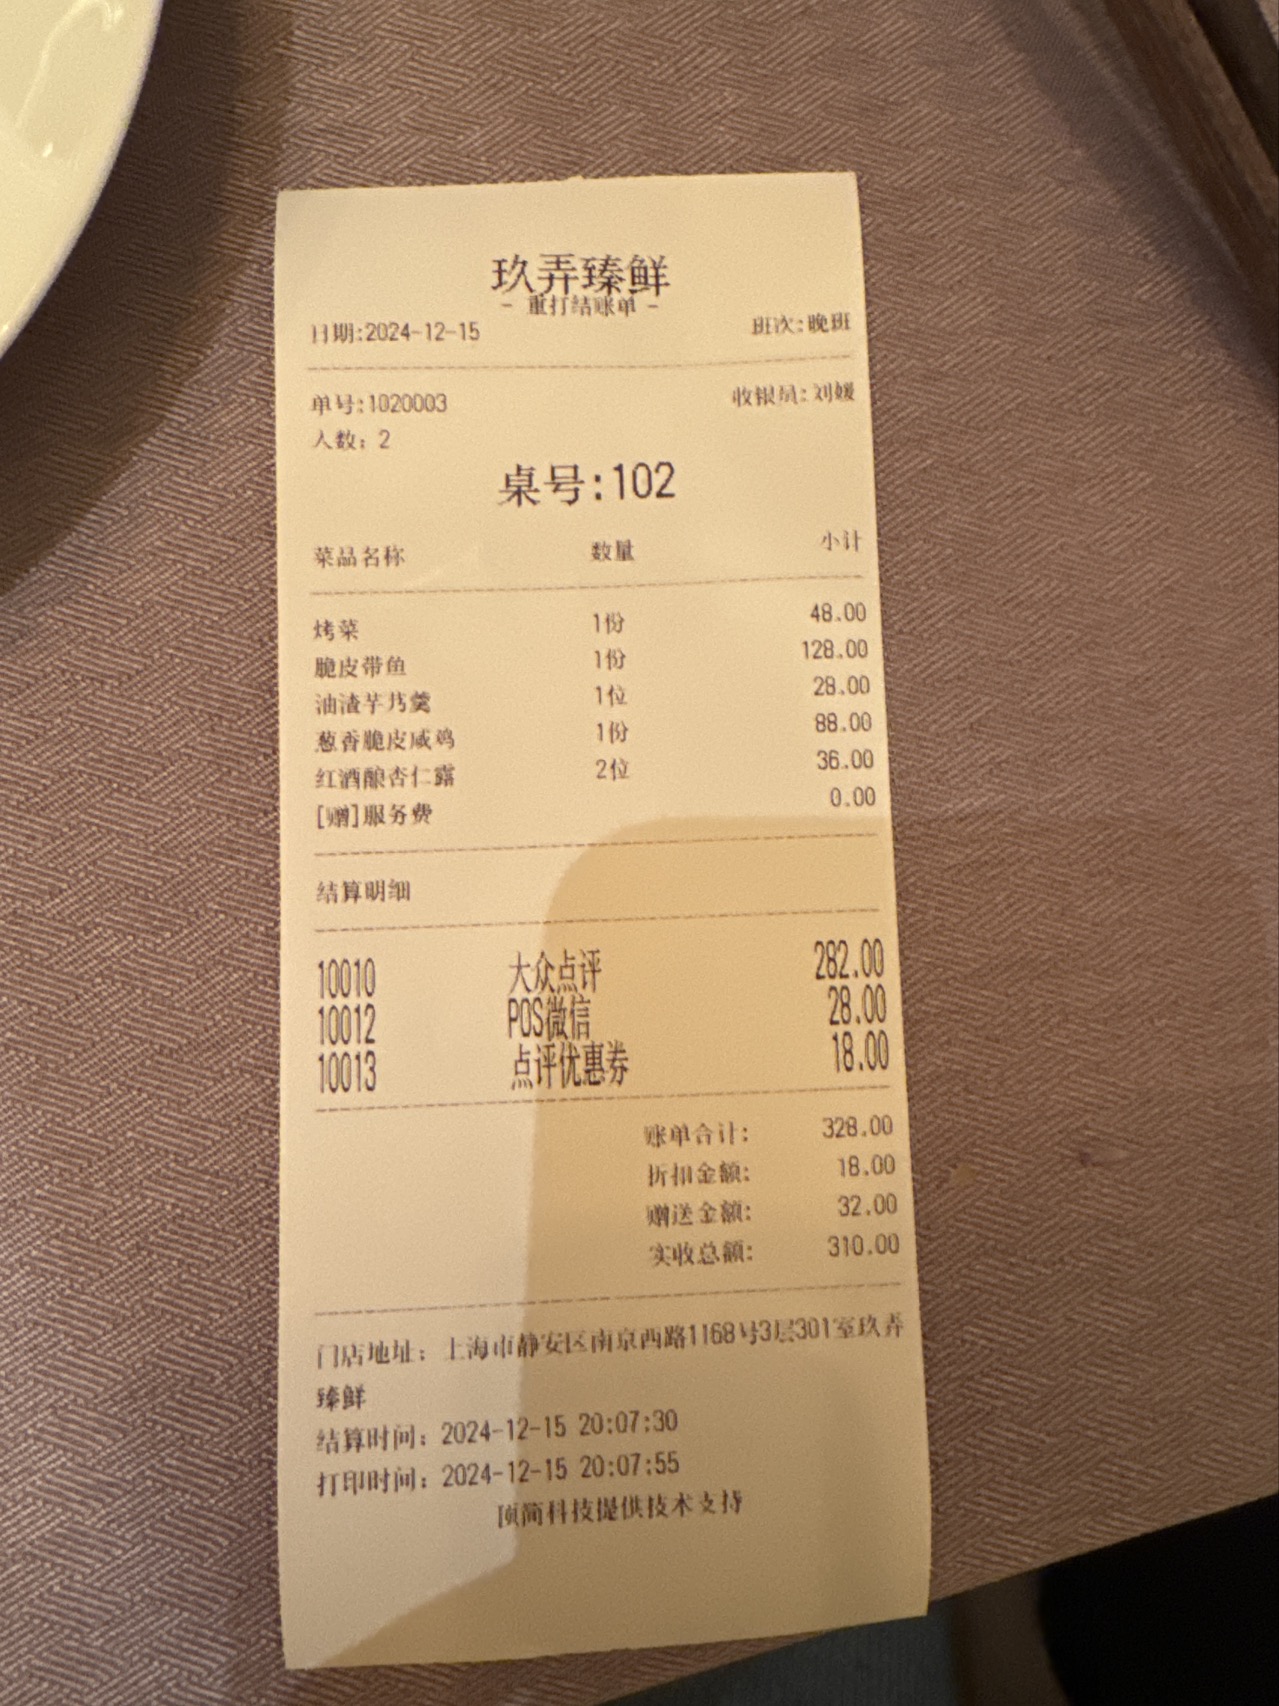 玖弄臻鲜
- 重打结账单 -
日期:2024-12-15 班次:晚班
单号:1020003 收银员:刘媛
人数: 2
桌号:102
菜品名称 数量 小计
烤菜 1份 48.00
脆皮带鱼 1份 128.00
油渣芋艿羹 1位 28.00
葱香脆皮咸鸡 1份 88.00
红酒酿杏仁露 2位 36.00
[赠]服务费 0.00
结算明细
10010 大众点评 282.00
10012 POS微信 28.00
10013 点评优惠券 18.00
账单合计: 328.00
折扣金额: 18.00
赠送金额: 32.00
实收总额: 310.00
门店地址: 上海市静安区南京西路1168号3层301室玖弄
臻鲜
结算时间: 2024-12-15 20:07:30
打印时间: 2024-12-15 20:07:55
顶简科技提供技术支持